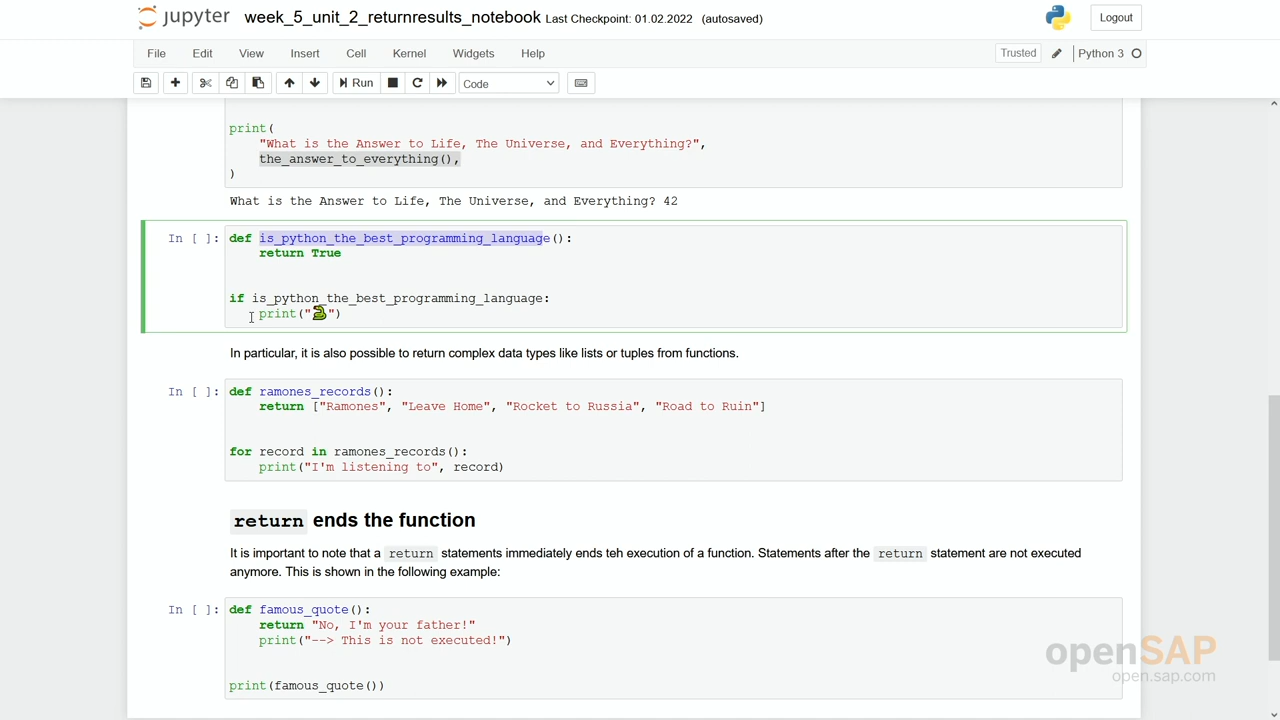 jupyter week_5_unit_2_returnresults_notebook Last Checkpoint: 01.02.2022 (autosaved) Logout
File Edit View Insert Cell Kernel Widgets Help Trusted Python 3
Run Code
print(
"What is the Answer to Life, The Universe, and Everything?",
the_answer_to_everything(),
)
What is the Answer to Life, The Universe, and Everything? 42
In [ ]: def is_python_the_best_programming_language():
return True
if is_python_the_best_programming_language:
print("🐍")
In particular, it is also possible to return complex data types like lists or tuples from functions.
In [ ]: def ramones_records():
return ["Ramones", "Leave Home", "Rocket to Russia", "Road to Ruin"]
for record in ramones_records():
print("I'm listening to", record)
return ends the function
It is important to note that a return statements immediately ends teh execution of a function. Statements after the return statement are not executed
anymore. This is shown in the following example:
In [ ]: def famous_quote():
return "No, I'm your father!"
print("--> This is not executed!")
print(famous_quote())
openSAP
open.sap.com